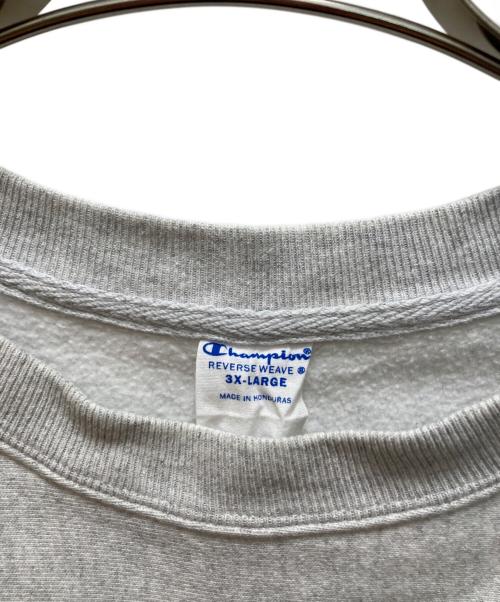 Champion®
REVERSE WEAVE ®
3X-LARGE
MADE IN HONDURAS